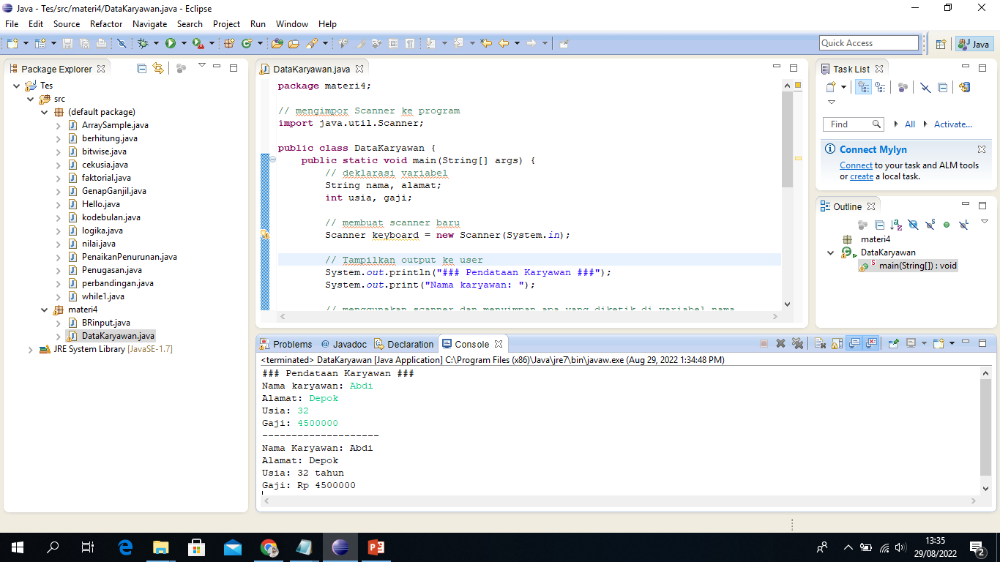 Java - Tes/src/materi4/DataKaryawan.java - Eclipse
File Edit Source Refactor Navigate Search Project Run Window Help
Quick Access
Java
Package Explorer
Tes
src
(default package)
ArraySample.java
berhitung.java
bitwise.java
cekusia.java
faktorial.java
GenapGanjil.java
Hello.java
kodebulan.java
logika.java
nilai.java
PenaikanPenurunan.java
Penugasan.java
perbandingan.java
while1.java
materi4
BRinput.java
DataKaryawan.java
JRE System Library [JavaSE-1.7]
DataKaryawan.java
package materi4;
// mengimpor Scanner ke program
import java.util.Scanner;
public class DataKaryawan {
public static void main(String[] args) {
// deklarasi variabel
String nama, alamat;
int usia, gaji;
// membuat scanner baru
Scanner keyboard = new Scanner(System.in);
// Tampilkan output ke user
System.out.println("### Pendataan Karyawan ###");
System.out.print("Nama karyawan: ");
// menggunakan scanner dan menyimpan apa yang diketik di variabel nama
Task List
Find
All
Activate...
Connect Mylyn
Connect to your task and ALM tools
or create a local task.
Outline
materi4
DataKaryawan
main(String[]) : void
Problems @ Javadoc Declaration Console
<terminated> DataKaryawan [Java Application] C:\Program Files (x86)\Java\jre7\bin\javaw.exe (Aug 29, 2022 1:34:48 PM)
### Pendataan Karyawan ###
Nama karyawan: Abdi
Alamat: Depok
Usia: 32
Gaji: 4500000
--------------------
Nama Karyawan: Abdi
Alamat: Depok
Usia: 32 tahun
Gaji: Rp 4500000
13:35
29/08/2022
2